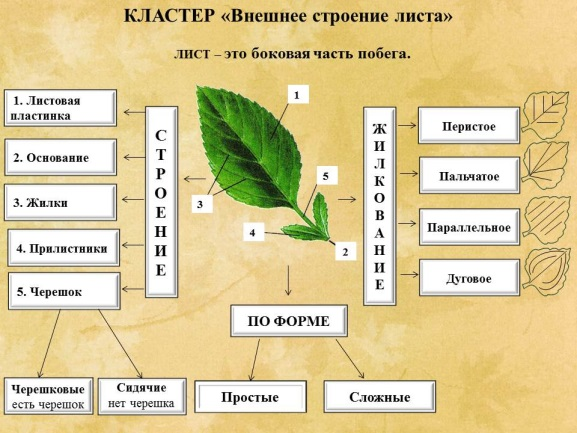 КЛАСТЕР «Внешнее строение листа»
ЛИСТ – это боковая часть побега.
1. Листовая
пластинка
2. Основание
3. Жилки
4. Прилистники
5. Черешок
СТРОЕНИЕ
1
3
5
4
2
ЖИЛКОВАНИЕ
Перистое
Пальчатое
Параллельное
Дуговое
ПО ФОРМЕ
Черешковые
есть черешок
Сидячие
нет черешка
Простые
Сложные